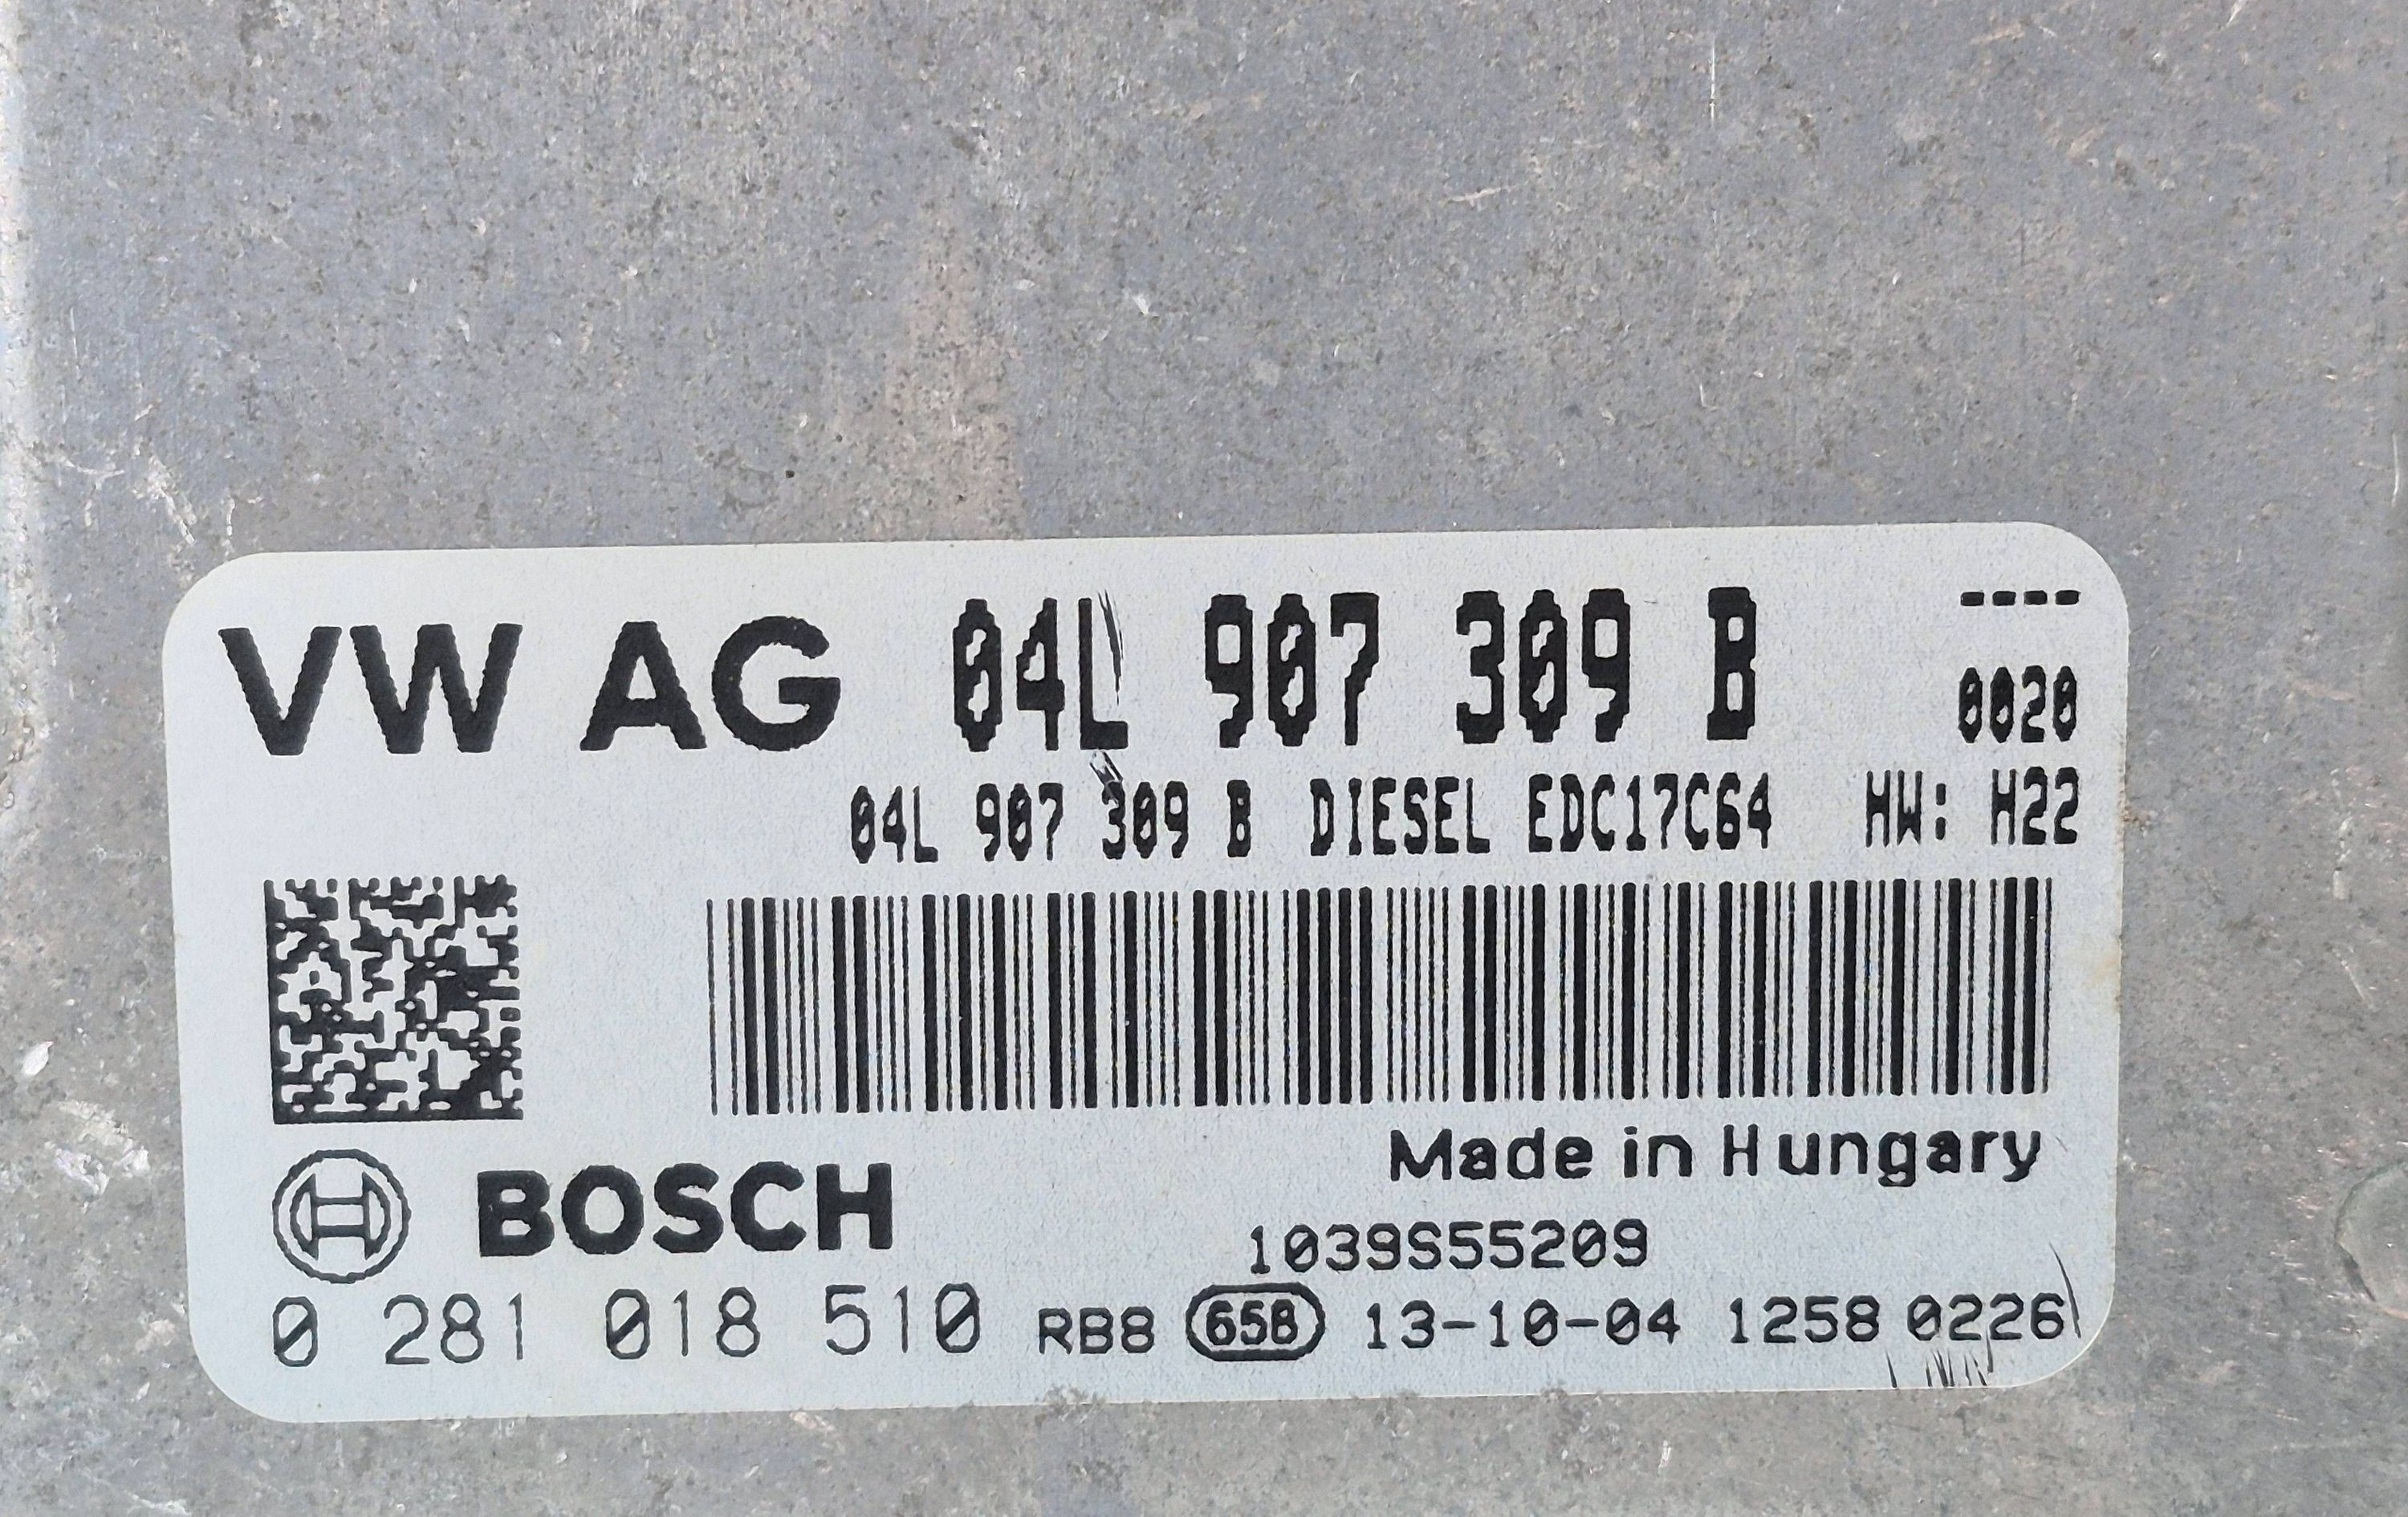 VW AG 04L 907 309 B ----
0020
04L 907 309 B DIESEL EDC17C64 HW: H22
Made in Hungary
BOSCH
1039S55209
0 281 018 510 RB8 658 13-10-04 1258 0226